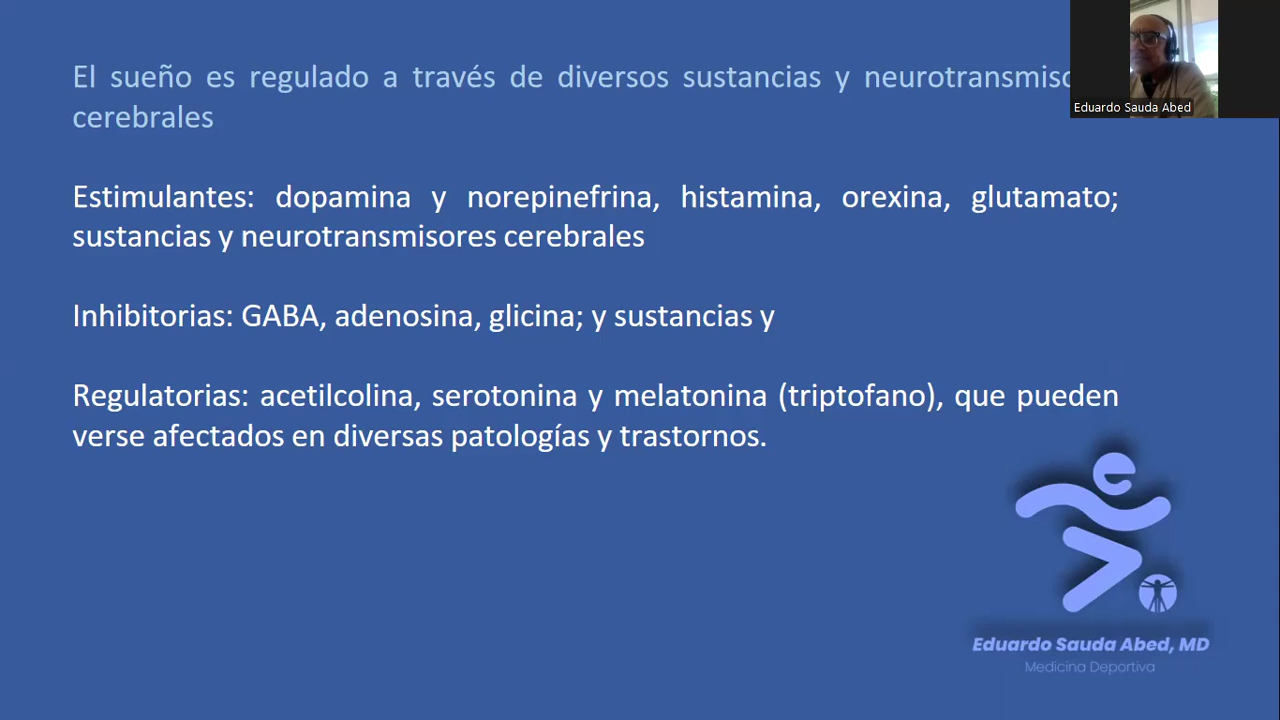 El sueño es regulado a través de diversos sustancias y
cerebrales
Estimulantes: dopamina y norepinefrina, histamina, orexina, glutamato;
sustancias y neurotransmisores cerebrales
Inhibitorias: GABA, adenosina, glicina; y sustancias y
Regulatorias: acetilcolina, serotonina y melatonina (triptofano), que pueden
verse afectados en diversas patologías y trastornos.
Eduardo Sauda Abed
Eduardo Sauda Abed, MD
Medicina Deportiva